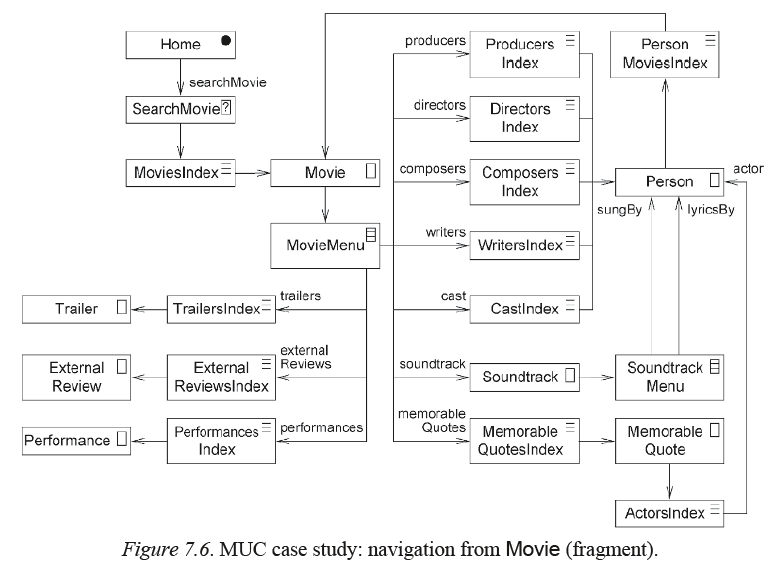 Home
searchMovie
SearchMovie ?
MoviesIndex
Movie
MovieMenu
producers
Producers
Index
directors
Directors
Index
composers
Composers
Index
writers
WritersIndex
cast
CastIndex
soundtrack
Soundtrack
Soundtrack
Menu
memorable
Quotes
Memorable
QuotesIndex
Memorable
Quote
ActorsIndex
Person
MoviesIndex
Person
actor
sungBy
lyricsBy
trailers
TrailersIndex
Trailer
external
Reviews
External
ReviewsIndex
External
Review
performances
Performances
Index
Performance
Figure 7.6. MUC case study: navigation from Movie (fragment).